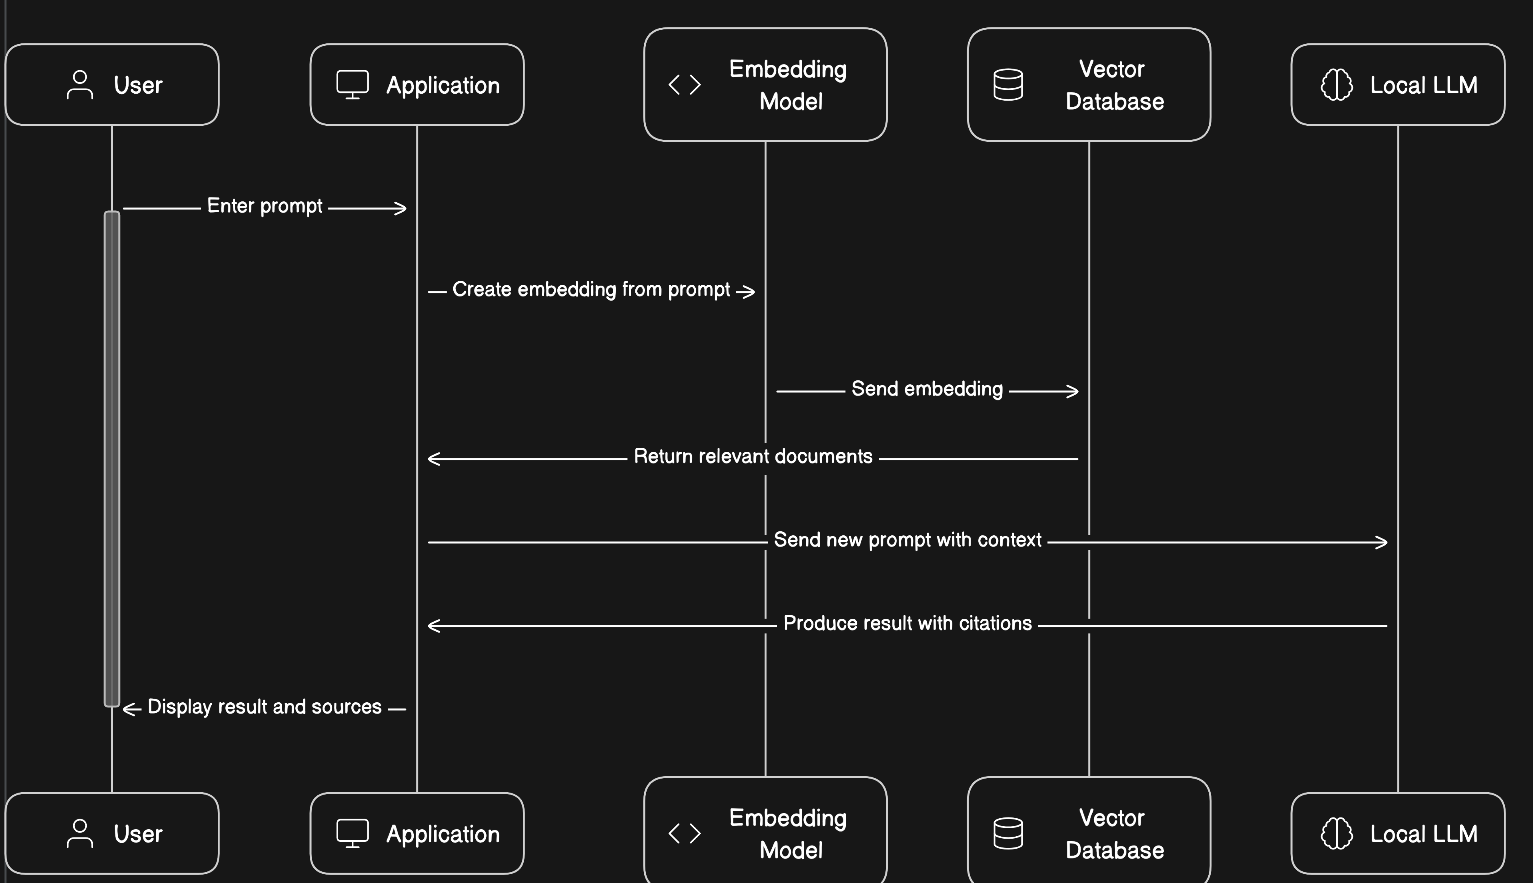 User
Application
Embedding
Model
Vector
Database
Local LLM
Enter prompt
Create embedding from prompt
Send embedding
Return relevant documents
Send new prompt with context
Produce result with citations
Display result and sources
User
Application
Embedding
Model
Vector
Database
Local LLM